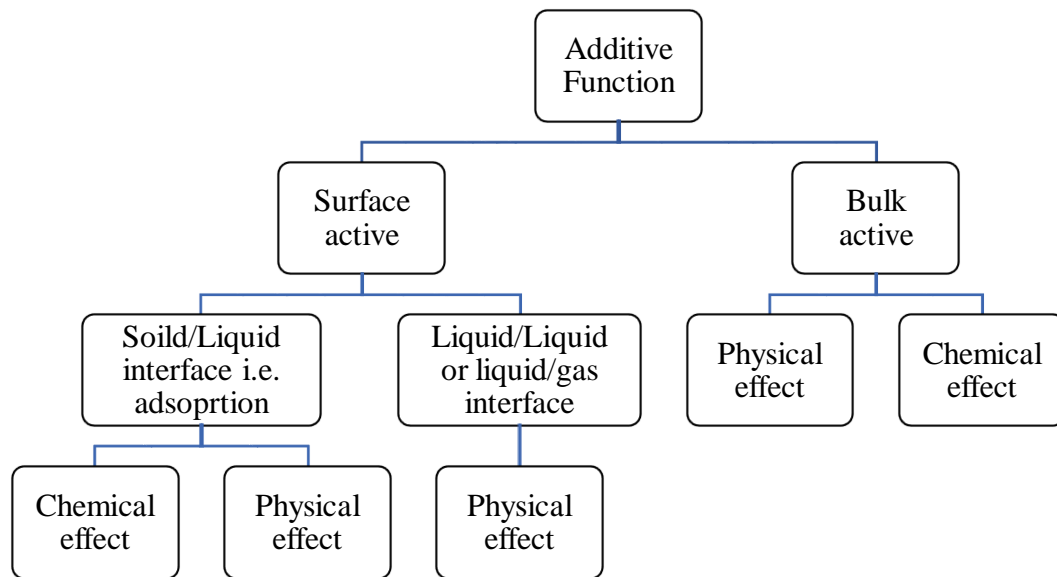 Additive
Function
Surface
active
Bulk
active
Soild/Liquid
interface i.e.
adsoprtion
Liquid/Liquid
or liquid/gas
interface
Physical
effect
Chemical
effect
Chemical
effect
Physical
effect
Physical
effect